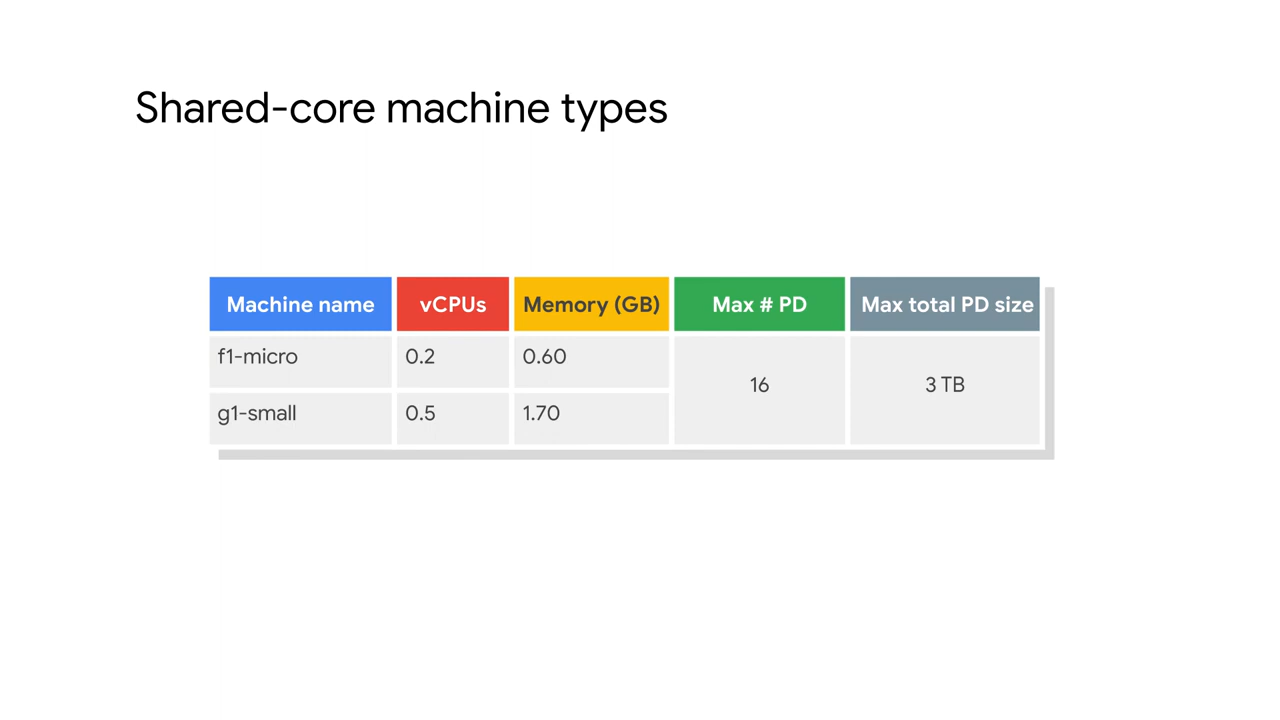 Shared-core machine types
Machine name vCPUs Memory (GB) Max # PD Max total PD size
f1-micro 0.2 0.60
16 3 TB
g1-small 0.5 1.70